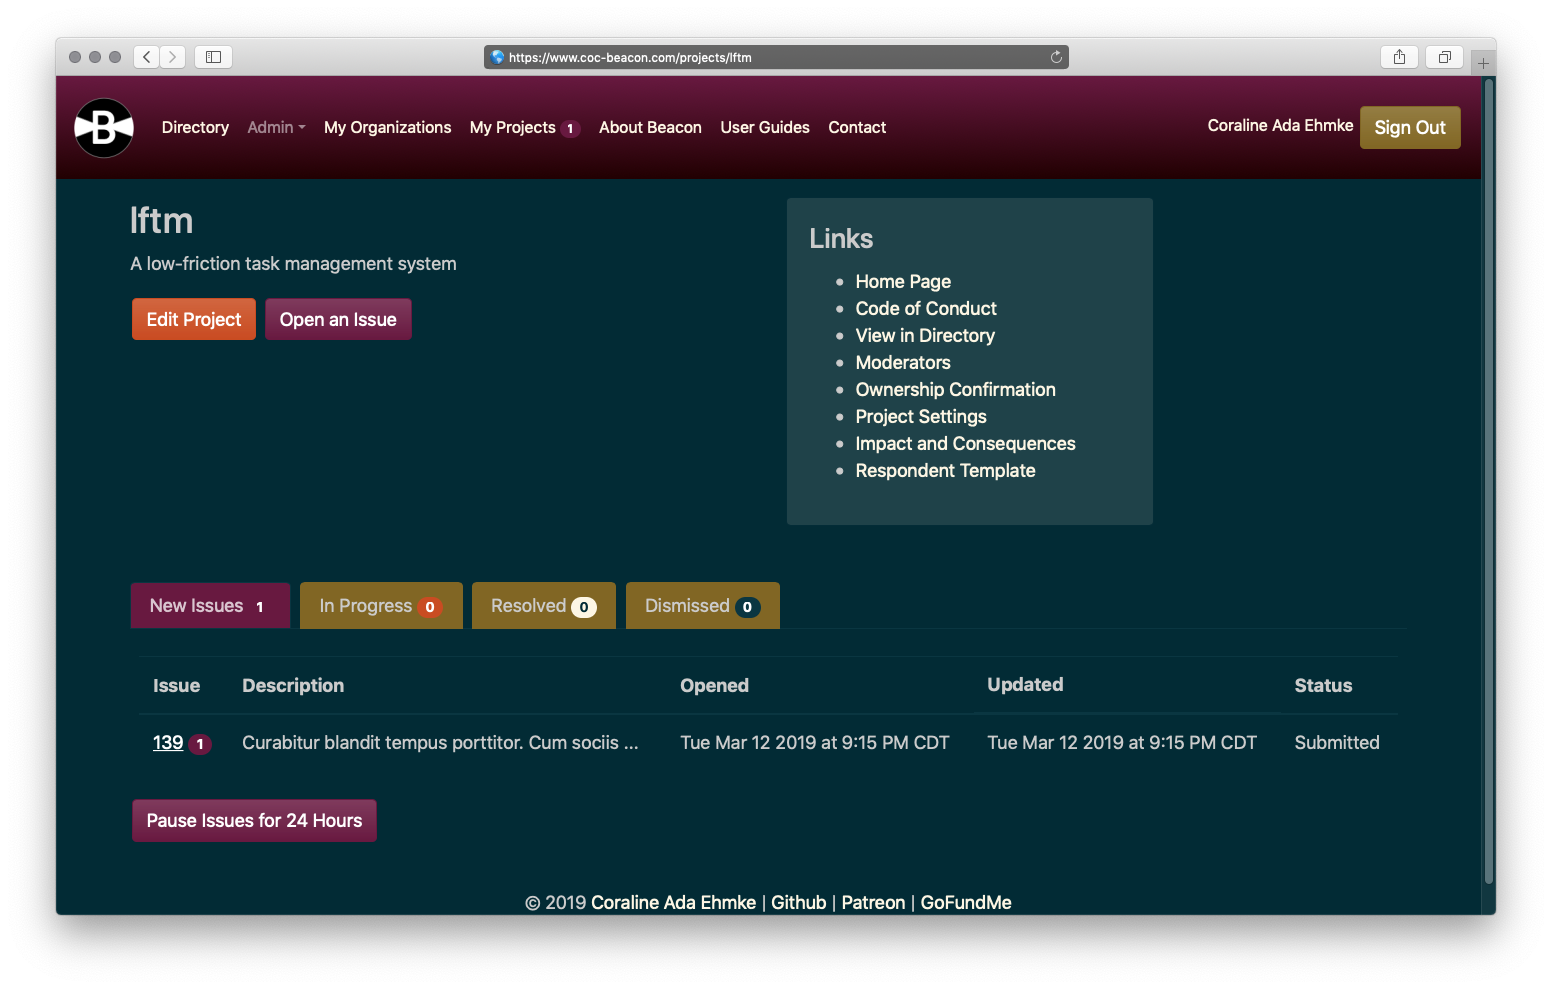 https://www.coc-beacon.com/projects/lftm
B Directory Admin My Organizations My Projects 1 About Beacon User Guides Contact Coraline Ada Ehmke Sign Out
lftm
A low-friction task management system
Edit Project Open an Issue
Links
Home Page
Code of Conduct
View in Directory
Moderators
Ownership Confirmation
Project Settings
Impact and Consequences
Respondent Template
New Issues 1 In Progress 0 Resolved 0 Dismissed 0
Issue Description Opened Updated Status
139 1 Curabitur blandit tempus porttitor. Cum sociis ... Tue Mar 12 2019 at 9:15 PM CDT Tue Mar 12 2019 at 9:15 PM CDT Submitted
Pause Issues for 24 Hours
© 2019 Coraline Ada Ehmke | Github | Patreon | GoFundMe